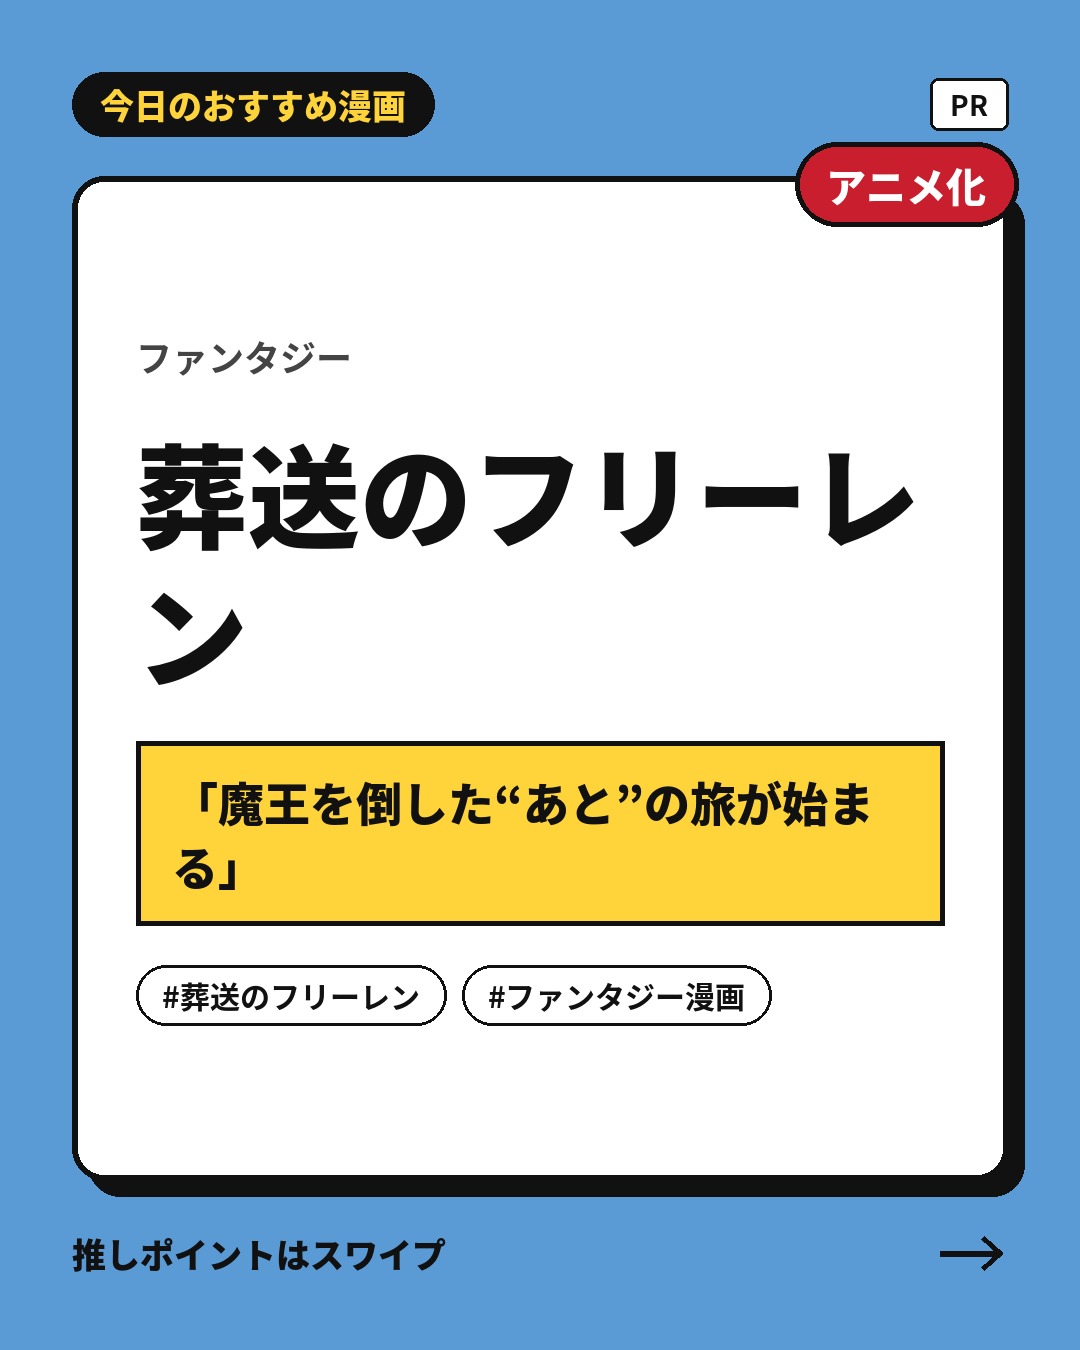 今日のおすすめ漫画
PR
アニメ化
ファンタジー
葬送のフリーレ
ン
「魔王を倒した“あと”の旅が始ま
る」
#葬送のフリーレン
#ファンタジー漫画
推しポイントはスワイプ
→